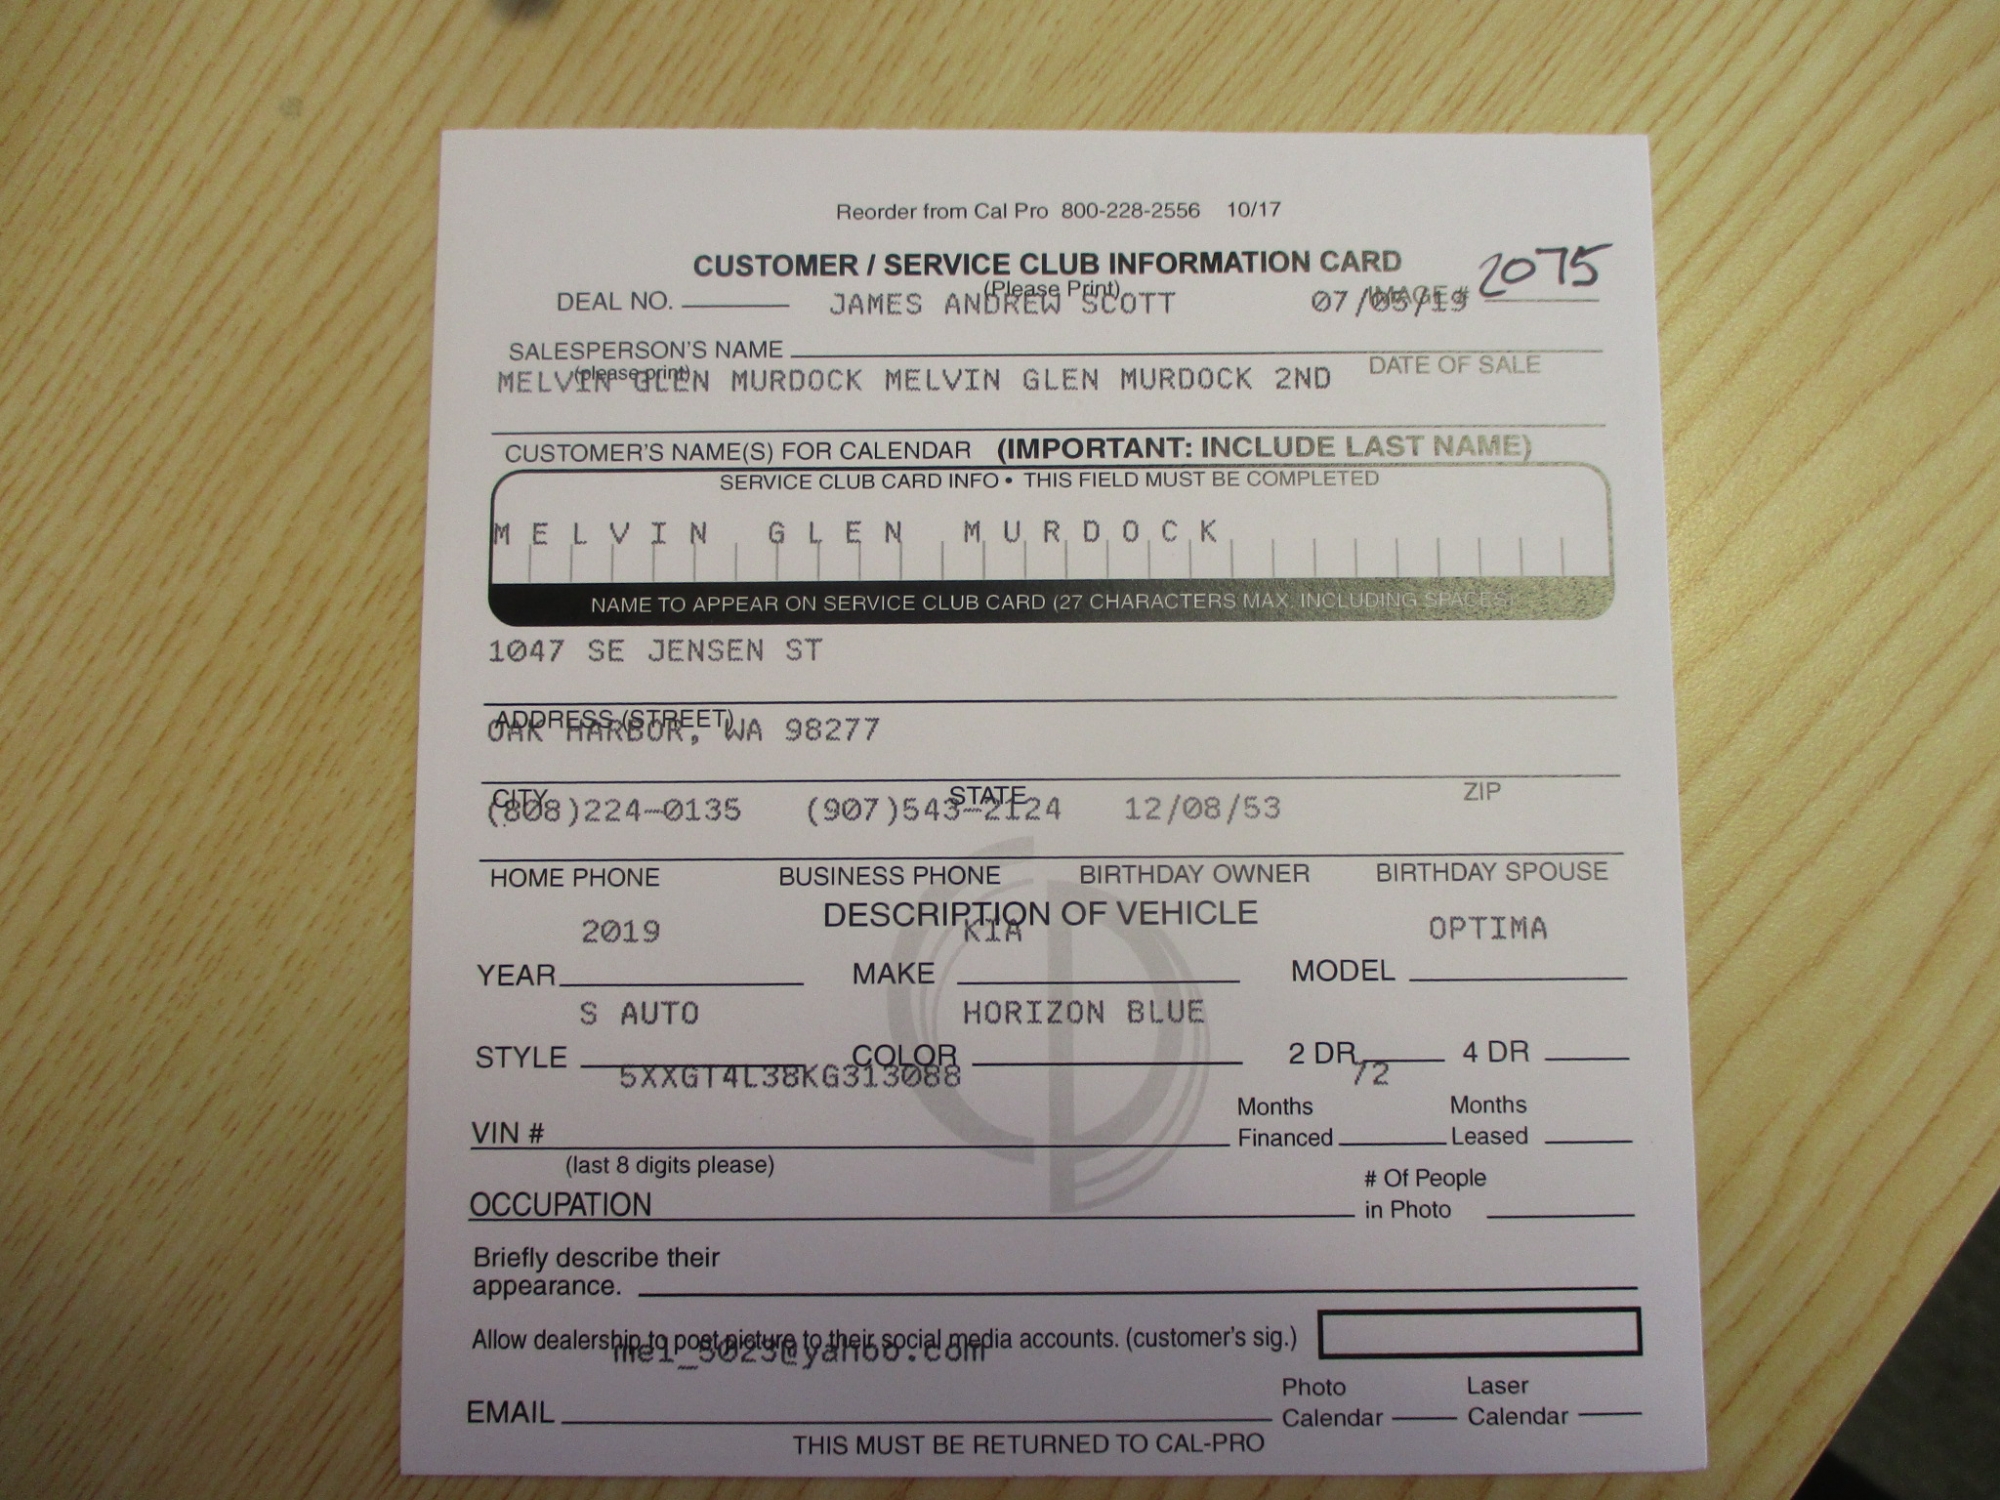 Reorder from Cal Pro 800-228-2556 10/17
CUSTOMER / SERVICE CLUB INFORMATION CARD
2075
(Please Print)
DEAL NO. JAMES ANDREW SCOTT 07/05/19 IMAGE #
SALESPERSON'S NAME
DATE OF SALE
(please print)
MELVIN GLEN MURDOCK MELVIN GLEN MURDOCK 2ND
CUSTOMER'S NAME(S) FOR CALENDAR (IMPORTANT: INCLUDE LAST NAME)
SERVICE CLUB CARD INFO • THIS FIELD MUST BE COMPLETED
MELVIN GLEN MURDOCK
NAME TO APPEAR ON SERVICE CLUB CARD (27 CHARACTERS MAX. INCLUDING SPACES)
1047 SE JENSEN ST
ADDRESS (STREET)
OAK HARBOR, WA 98277
CITY STATE ZIP
(808)224-0135 (907)543-2124 12/08/53
HOME PHONE BUSINESS PHONE BIRTHDAY OWNER BIRTHDAY SPOUSE
DESCRIPTION OF VEHICLE
2019 KIA OPTIMA
YEAR MAKE MODEL
S AUTO HORIZON BLUE
STYLE COLOR 2 DR 4 DR
5XXGT4L38KG313088 72
VIN # Months Financed Months Leased
(last 8 digits please)
OCCUPATION # Of People in Photo
Briefly describe their
appearance.
Allow dealership to post picture to their social media accounts. (customer's sig.)
mel_5023@yahoo.com
EMAIL Photo Calendar Laser Calendar
THIS MUST BE RETURNED TO CAL-PRO